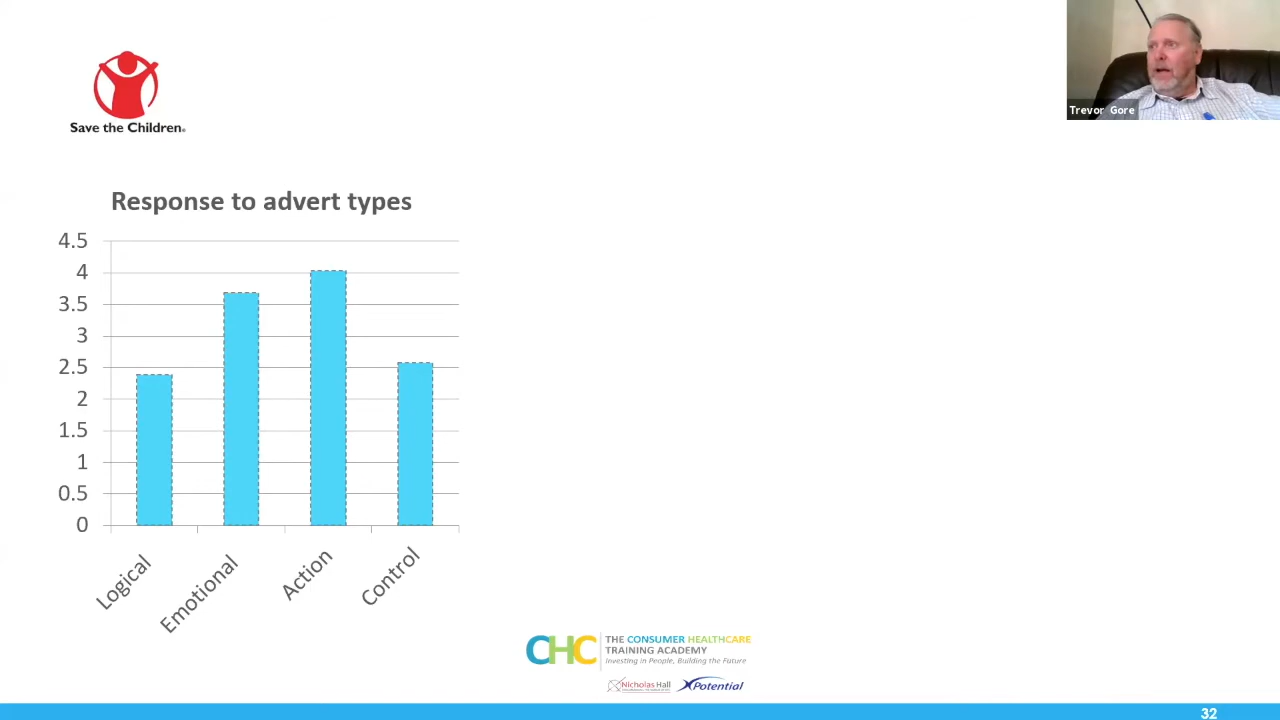 Save the Children®
Trevor Gore
Response to advert types
4.5
4
3.5
3
2.5
2
1.5
1
0.5
0
Logical
Emotional
Action
Control
CHC
THE CONSUMER HEALTHCARE
TRAINING ACADEMY
Investing in People, Building the Future
Nicholas Hall
XPotential
32